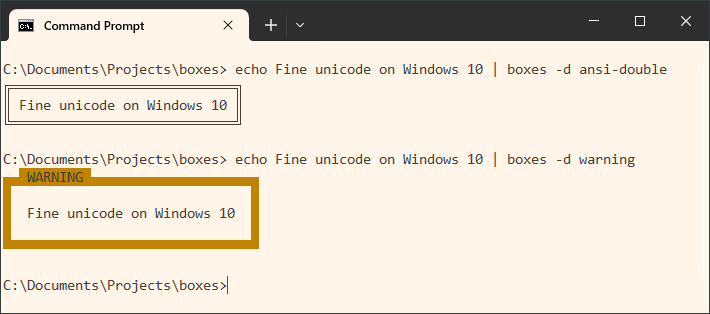 Command Prompt
C:\Documents\Projects\boxes> echo Fine unicode on Windows 10 | boxes -d ansi-double
Fine unicode on Windows 10
C:\Documents\Projects\boxes> echo Fine unicode on Windows 10 | boxes -d warning
WARNING
Fine unicode on Windows 10
C:\Documents\Projects\boxes>